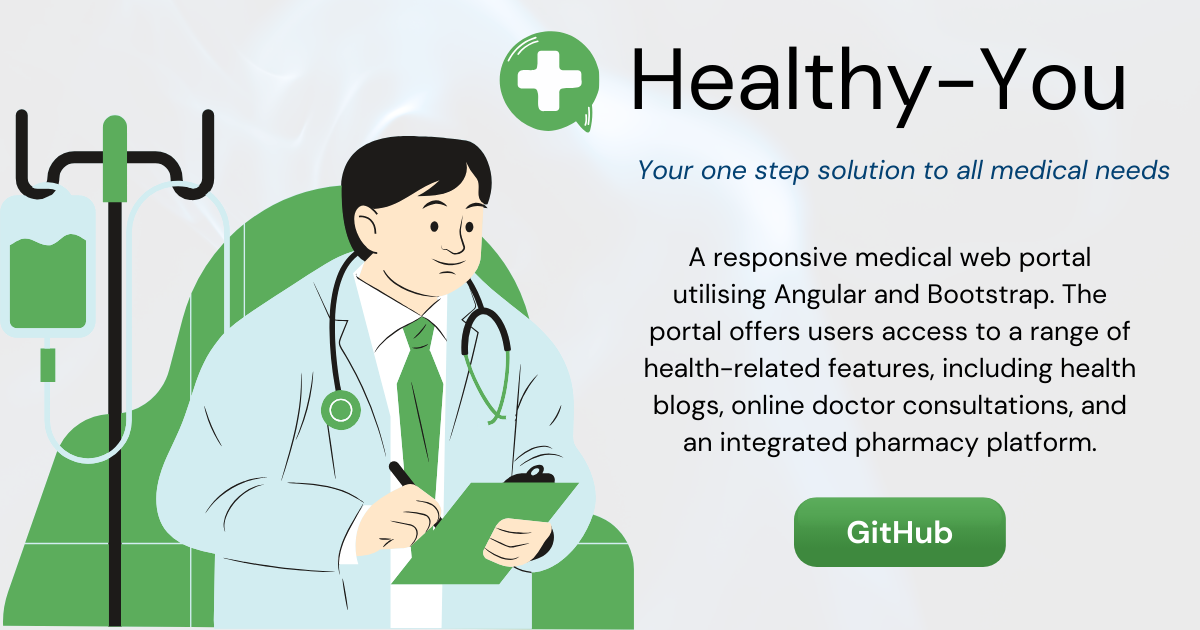 Healthy-You
Your one step solution to all medical needs
A responsive medical web portal
utilising Angular and Bootstrap. The
portal offers users access to a range of
health-related features, including health
blogs, online doctor consultations, and
an integrated pharmacy platform.
GitHub